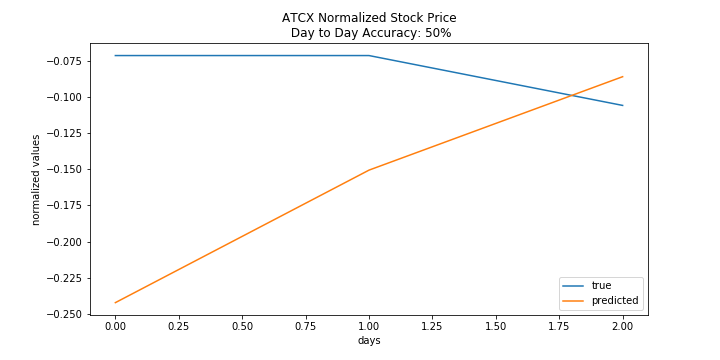 ATCX Normalized Stock Price
Day to Day Accuracy: 50%
normalized values
−0.075
−0.100
−0.125
−0.150
−0.175
−0.200
−0.225
−0.250
true
predicted
0.00 0.25 0.50 0.75 1.00 1.25 1.50 1.75 2.00
days